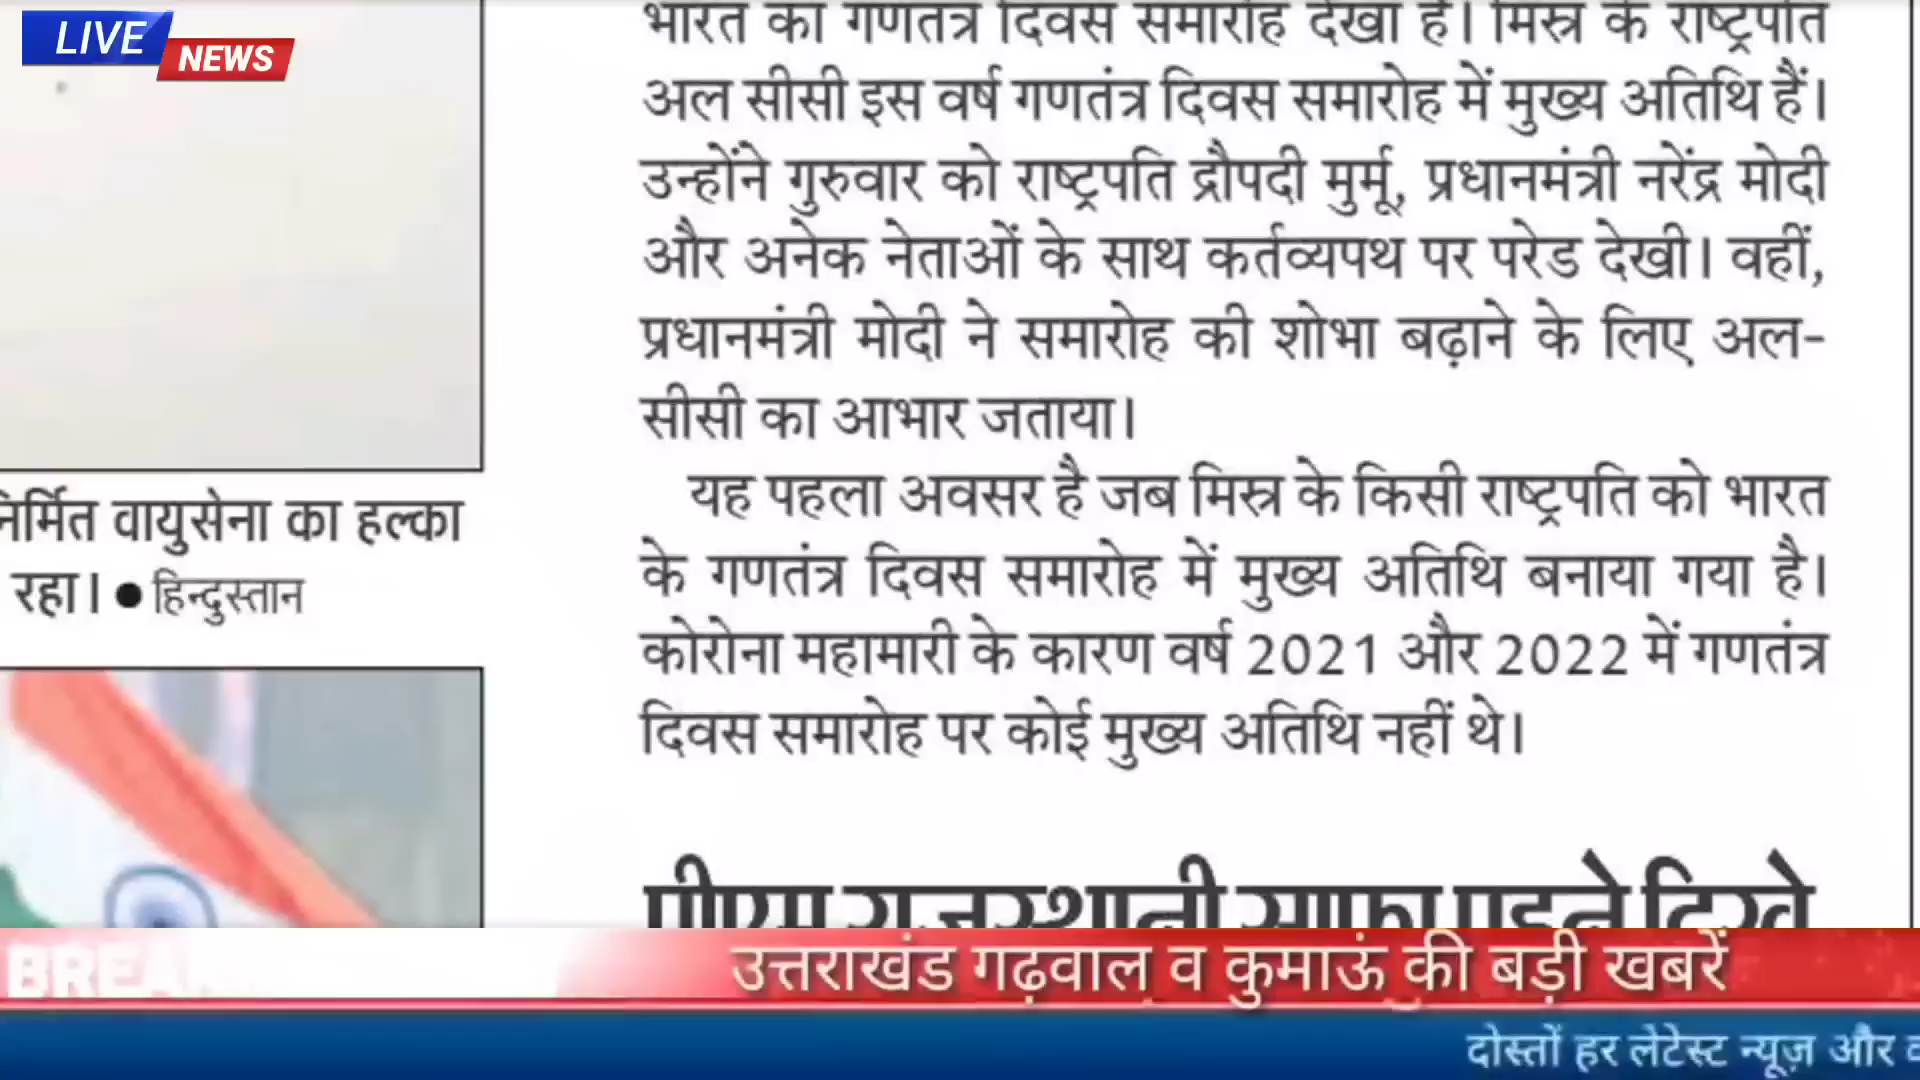 LIVE
NEWS
भारत का गणतंत्र दिवस समारोह देखा है। मिस्र के राष्ट्रपति
अल सीसी इस वर्ष गणतंत्र दिवस समारोह में मुख्य अतिथि हैं।
उन्होंने गुरुवार को राष्ट्रपति द्रौपदी मुर्मू, प्रधानमंत्री नरेंद्र मोदी
और अनेक नेताओं के साथ कर्तव्यपथ पर परेड देखी। वहीं,
प्रधानमंत्री मोदी ने समारोह की शोभा बढ़ाने के लिए अल-
सीसी का आभार जताया।
यह पहला अवसर है जब मिस्र के किसी राष्ट्रपति को भारत
के गणतंत्र दिवस समारोह में मुख्य अतिथि बनाया गया है।
कोरोना महामारी के कारण वर्ष 2021 और 2022 में गणतंत्र
दिवस समारोह पर कोई मुख्य अतिथि नहीं थे।
निर्मित वायुसेना का हल्का
रहा। ● हिन्दुस्तान
पीएम राजस्थानी साफा पहने दिखे
उत्तराखंड गढ़वाल व कुमाऊं की बड़ी खबरें
दोस्तों हर लेटेस्ट न्यूज़ और